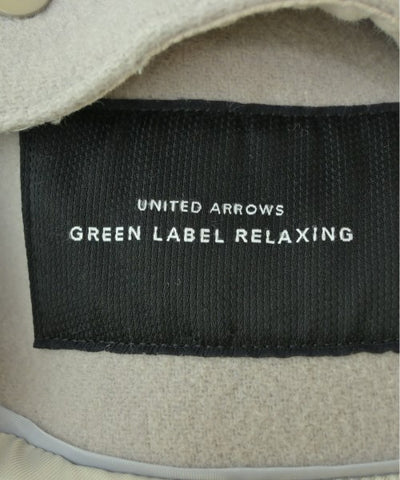 UNITED ARROWS
GREEN LABEL RELAXING